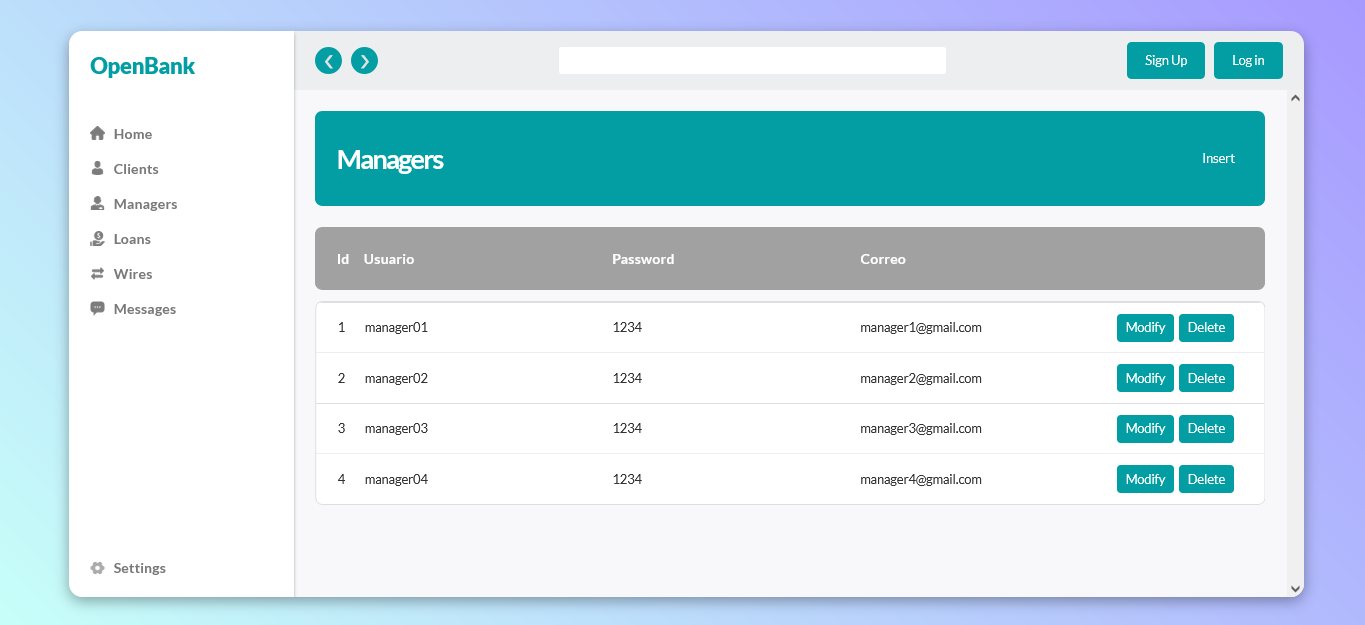 OpenBank
Home
Clients
Managers
Loans
Wires
Messages
Settings
Sign Up
Log in
Managers
Insert
Id Usuario Password Correo
1 manager01 1234 manager1@gmail.com Modify Delete
2 manager02 1234 manager2@gmail.com Modify Delete
3 manager03 1234 manager3@gmail.com Modify Delete
4 manager04 1234 manager4@gmail.com Modify Delete